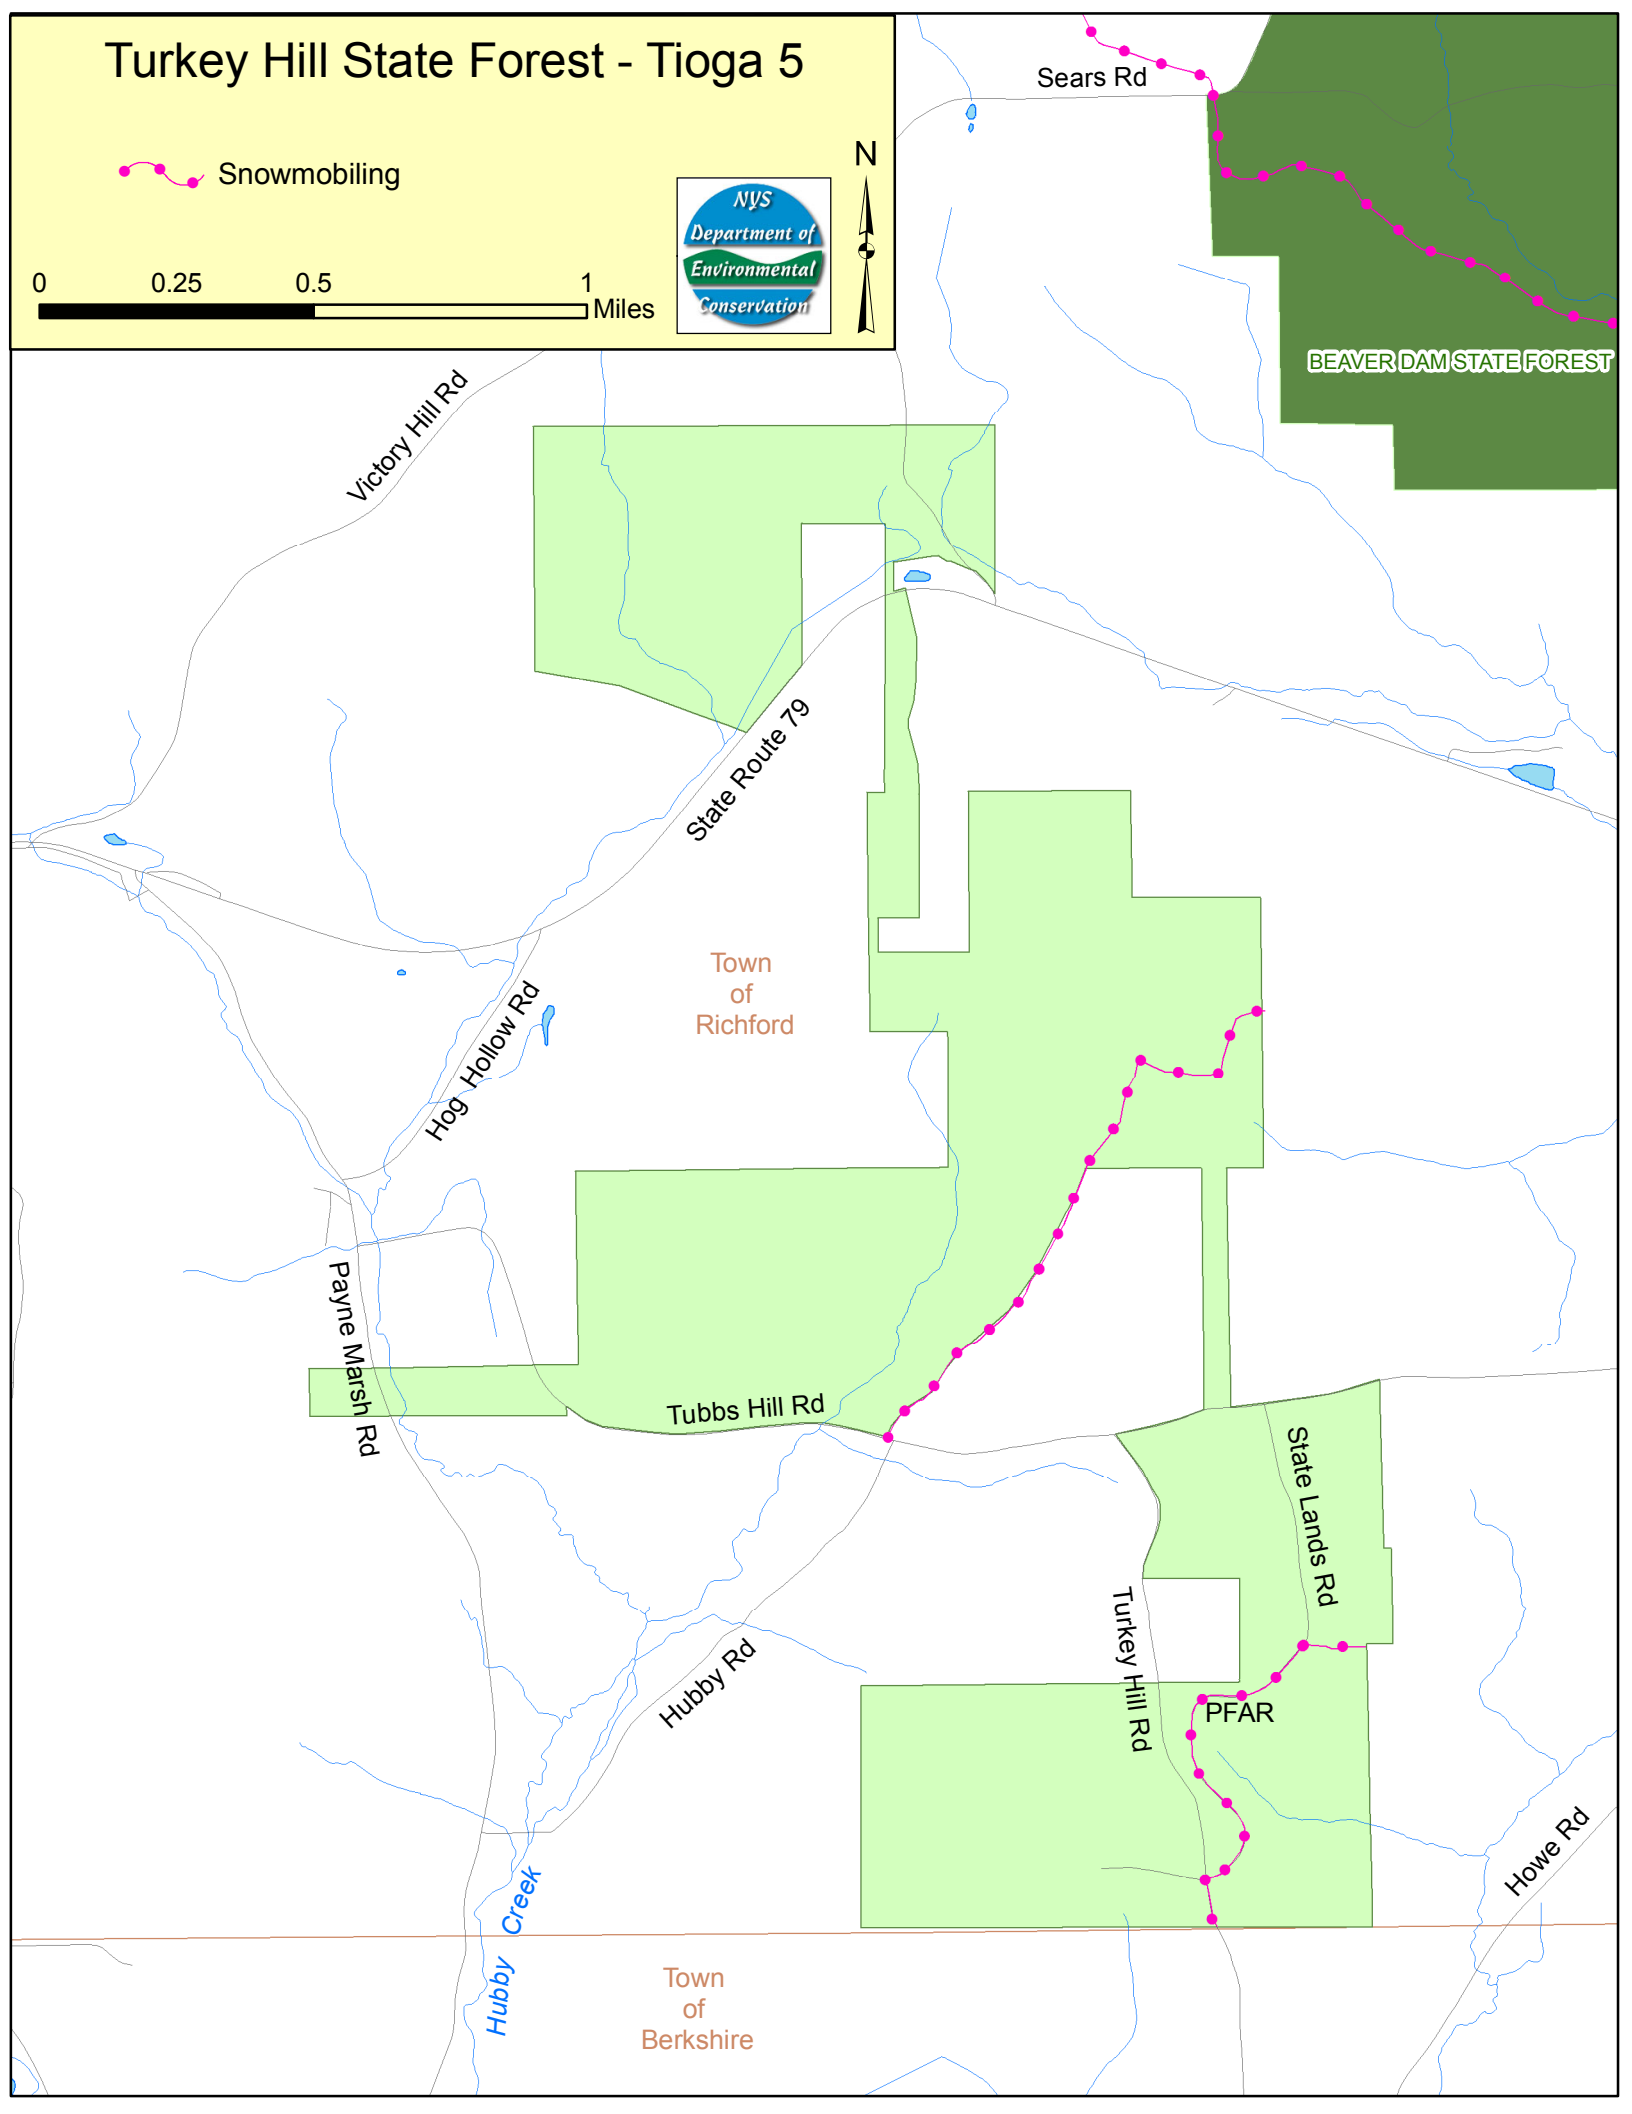 Turkey Hill State Forest - Tioga 5
Snowmobiling
0 0.25 0.5 1
Miles
NYS
Department of
Environmental
Conservation
N
Sears Rd
BEAVER DAM STATE FOREST
Victory Hill Rd
State Route 79
Town
of
Richford
Hog Hollow Rd
Payne Marsh Rd
Tubbs Hill Rd
State Lands Rd
Turkey Hill Rd
Hubby Rd
PFAR
Howe Rd
Hubby Creek
Town
of
Berkshire